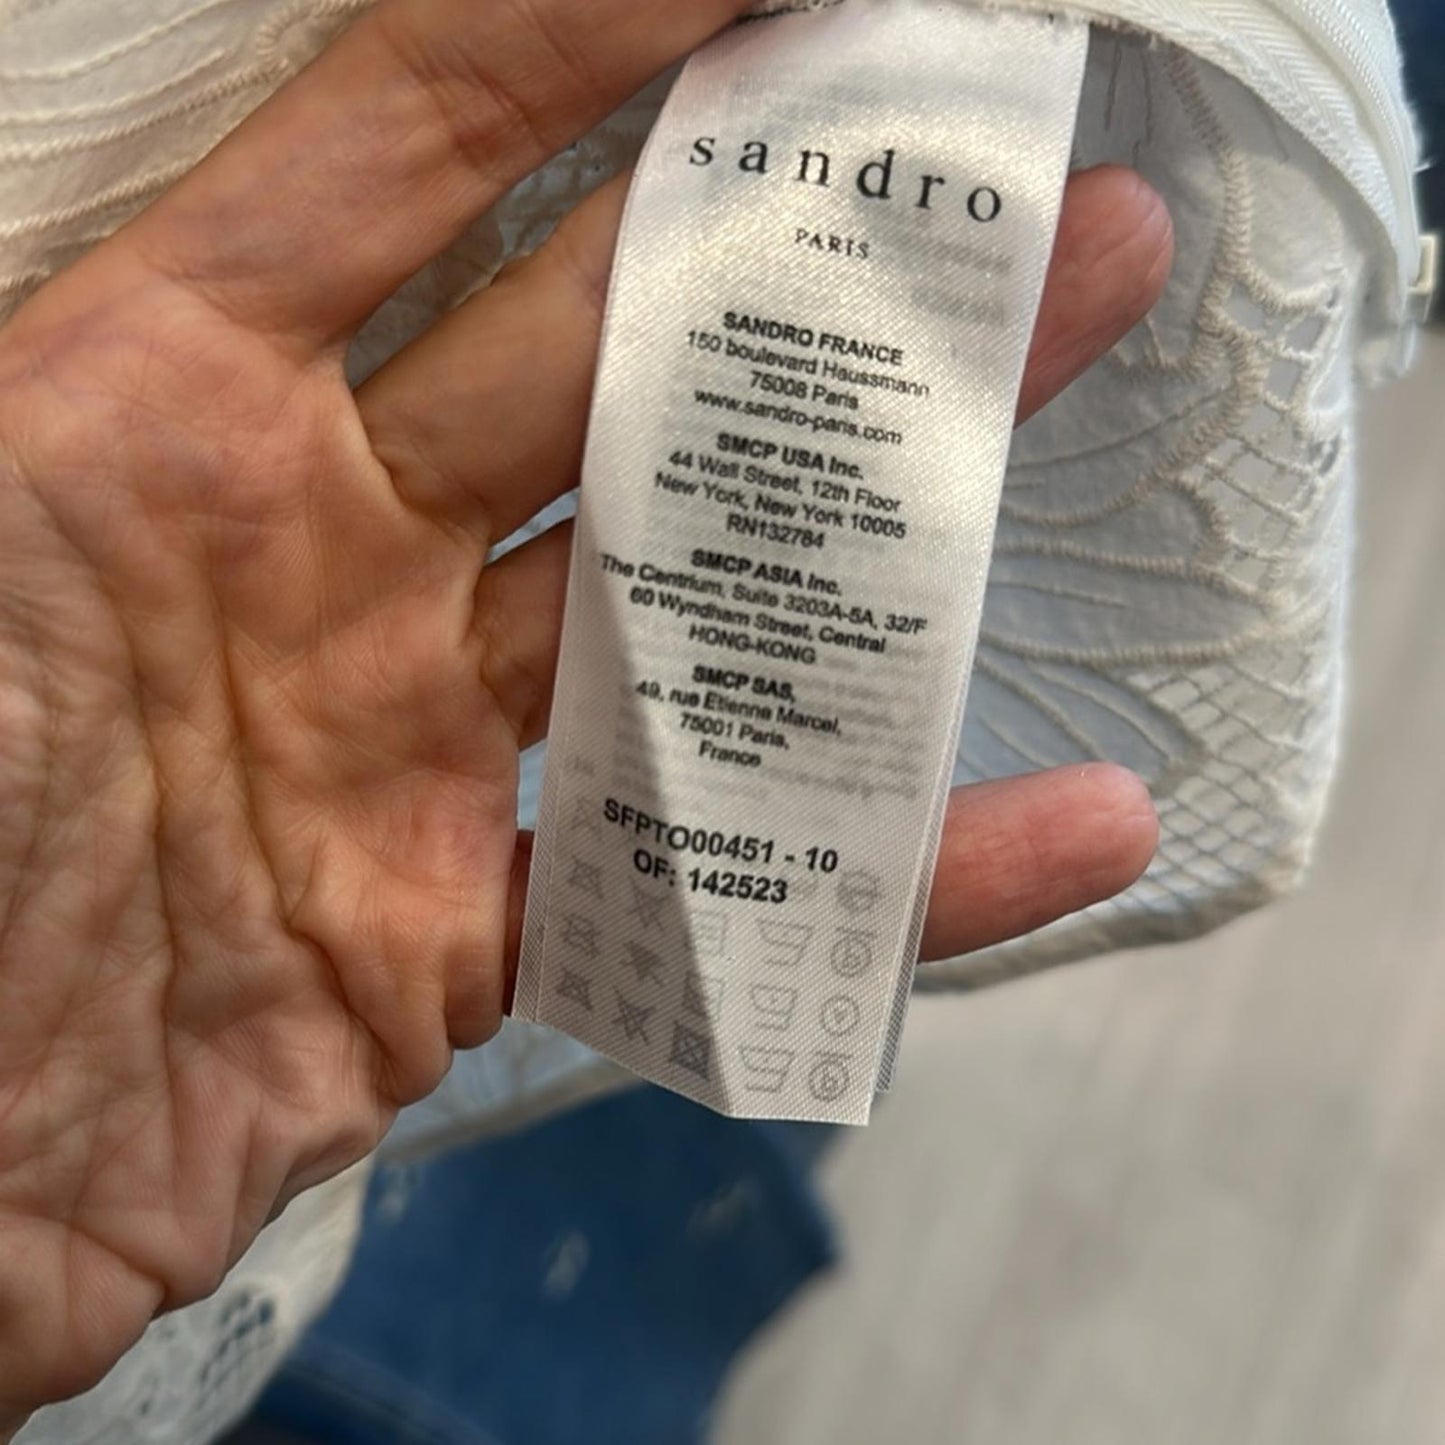 sandro
PARIS
SANDRO FRANCE
150 boulevard Haussmann
75008 Paris
www.sandro-paris.com
SMCP USA Inc.
44 Wall Street, 12th Floor
New York, New York 10005
RN132784
SMCP ASIA Inc.
The Centrium, Suite 3203A-5A, 32/F
60 Wyndham Street, Central
HONG-KONG
SMCP SAS,
49, rue Etienne Marcel,
75001 Paris,
France
SFPTO00451 - 10
OF: 142523